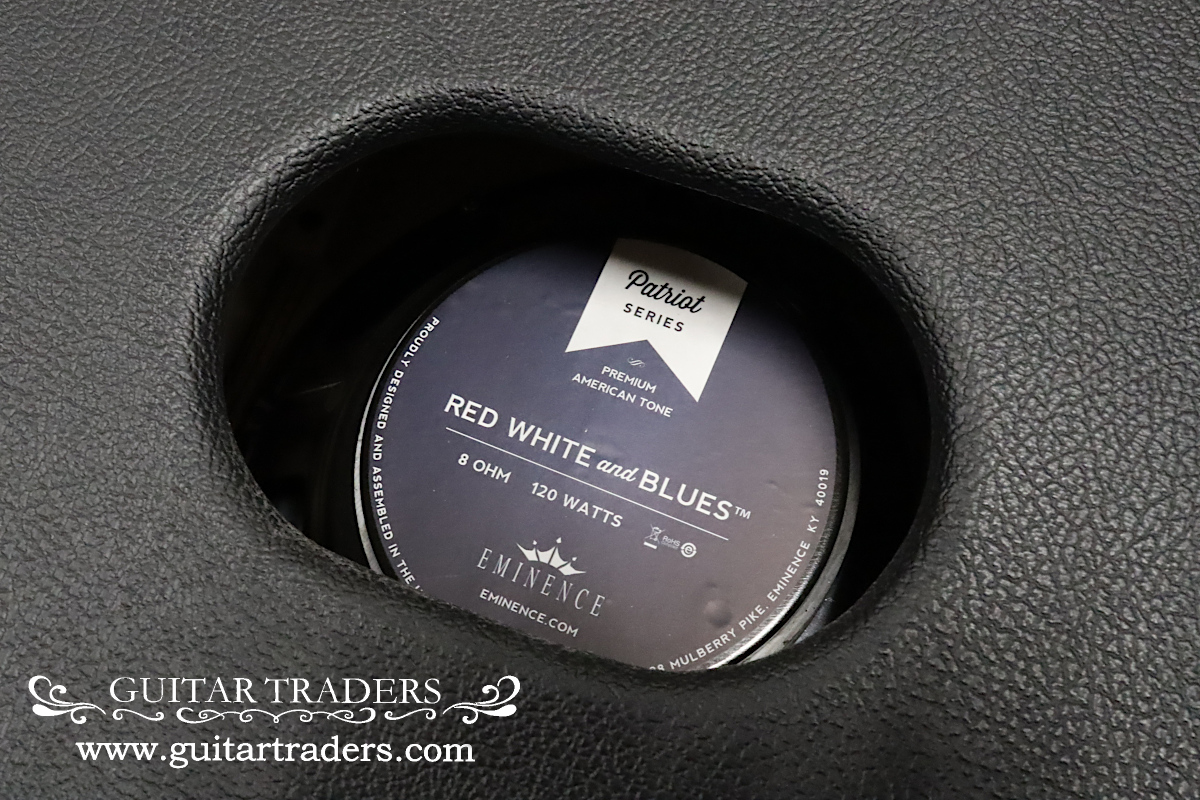 Patriot
SERIES
PREMIUM
AMERICAN TONE
RED WHITE and BLUES™
8 OHM 120 WATTS
RoHS
EMINENCE
EMINENCE.COM
PROUDLY DESIGNED AND ASSEMBLED IN THE
MULBERRY PIKE, EMINENCE KY 40019
GUITAR TRADERS
www.guitartraders.com